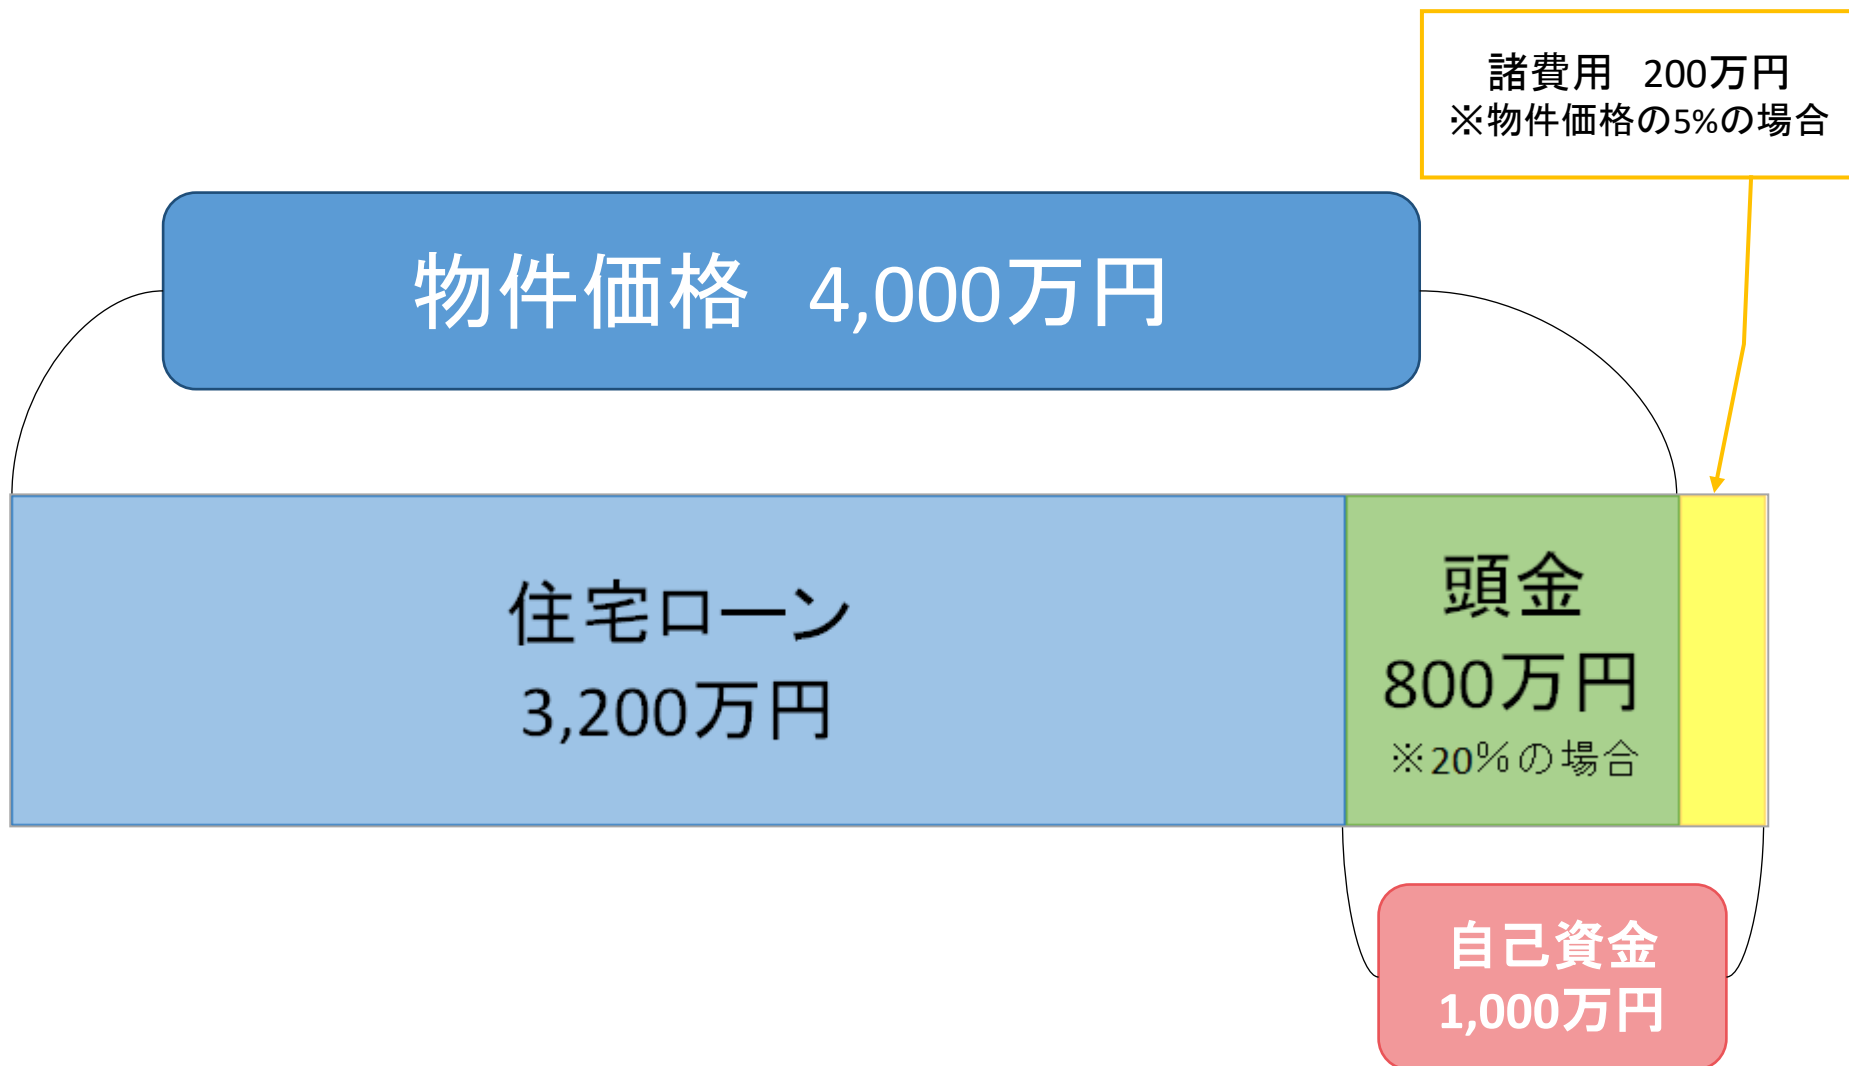 諸費用　200万円
※物件価格の5%の場合
物件価格　4,000万円
住宅ローン
3,200万円
頭金
800万円
※20%の場合
自己資金
1,000万円